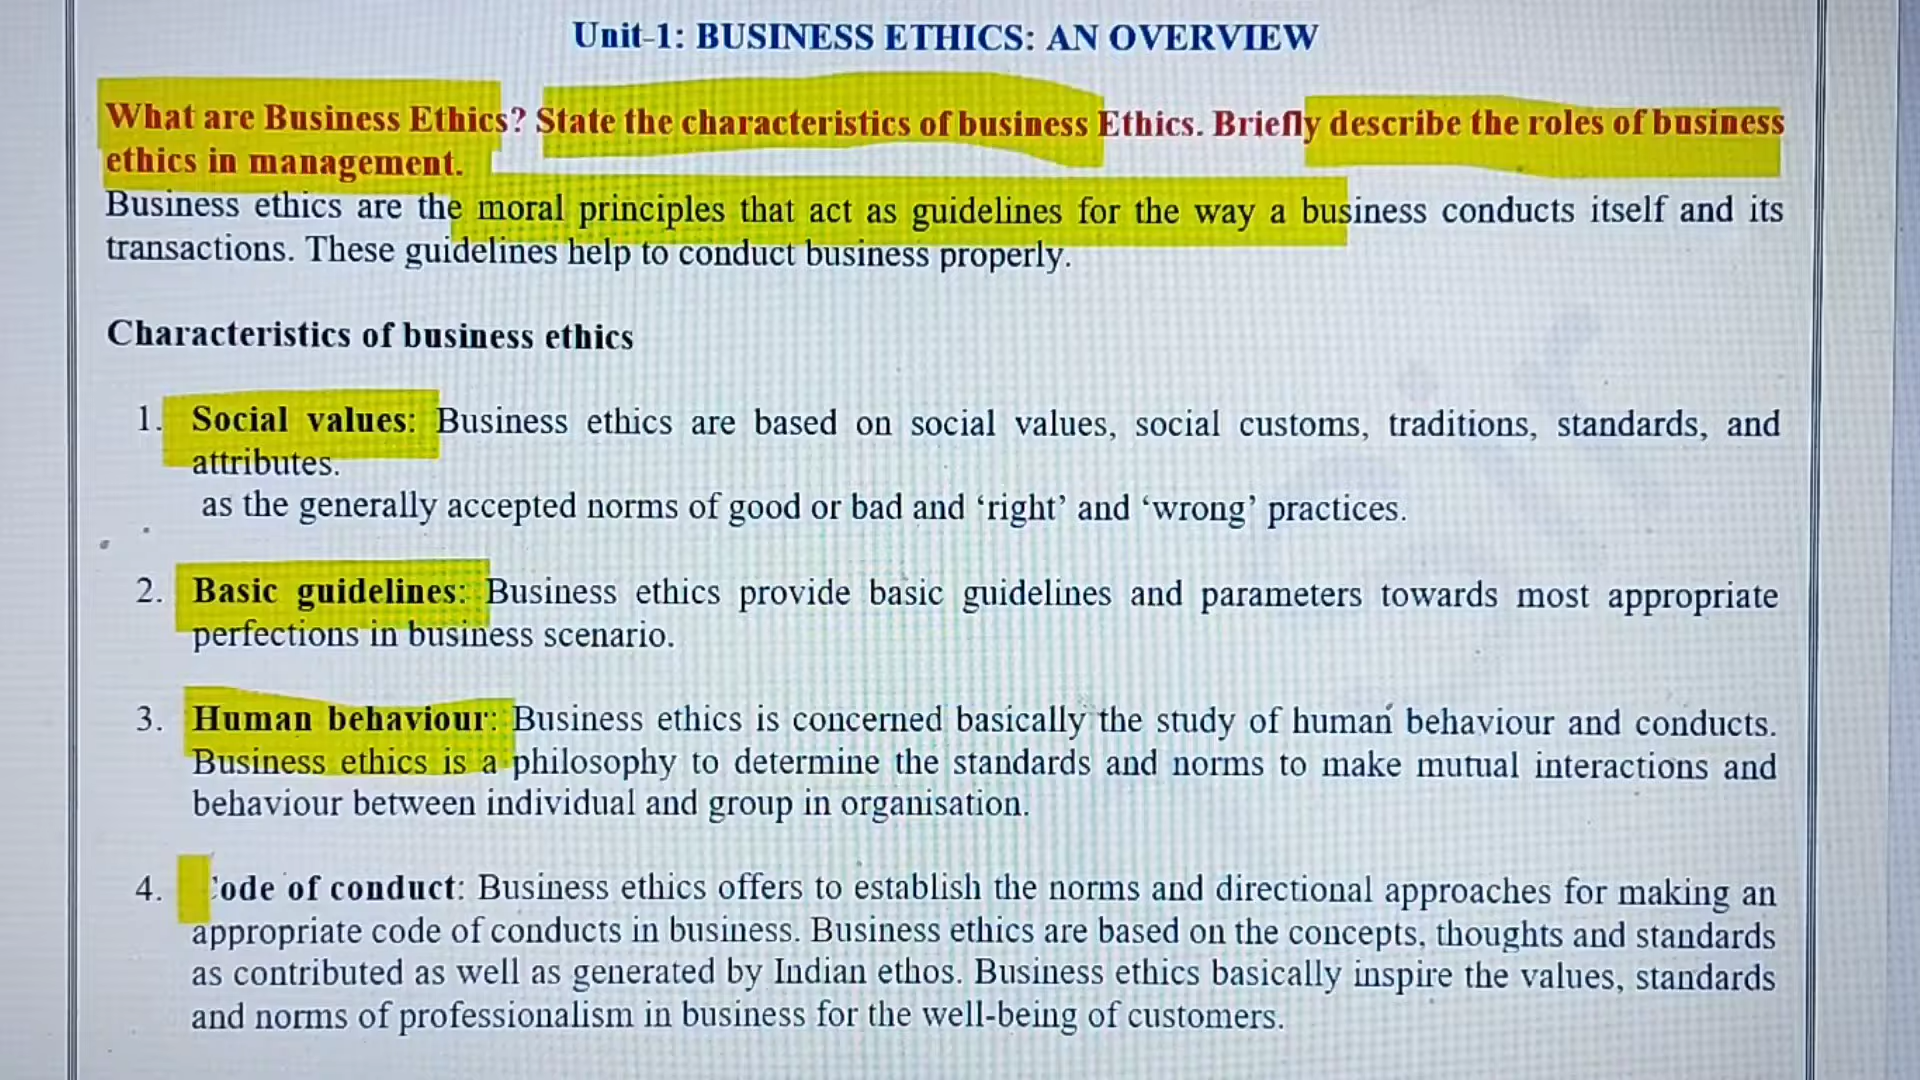 Unit-1: BUSINESS ETHICS: AN OVERVIEW
What are Business Ethics? State the characteristics of business Ethics. Briefly describe the roles of business
ethics in management.
Business ethics are the moral principles that act as guidelines for the way a business conducts itself and its
transactions. These guidelines help to conduct business properly.
Characteristics of business ethics
1. Social values: Business ethics are based on social values, social customs, traditions, standards, and
attributes.
as the generally accepted norms of good or bad and ‘right’ and ‘wrong’ practices.
2. Basic guidelines: Business ethics provide basic guidelines and parameters towards most appropriate
perfections in business scenario.
3. Human behaviour: Business ethics is concerned basically the study of human behaviour and conducts.
Business ethics is a philosophy to determine the standards and norms to make mutual interactions and
behaviour between individual and group in organisation.
4. Code of conduct: Business ethics offers to establish the norms and directional approaches for making an
appropriate code of conducts in business. Business ethics are based on the concepts, thoughts and standards
as contributed as well as generated by Indian ethos. Business ethics basically inspire the values, standards
and norms of professionalism in business for the well-being of customers.